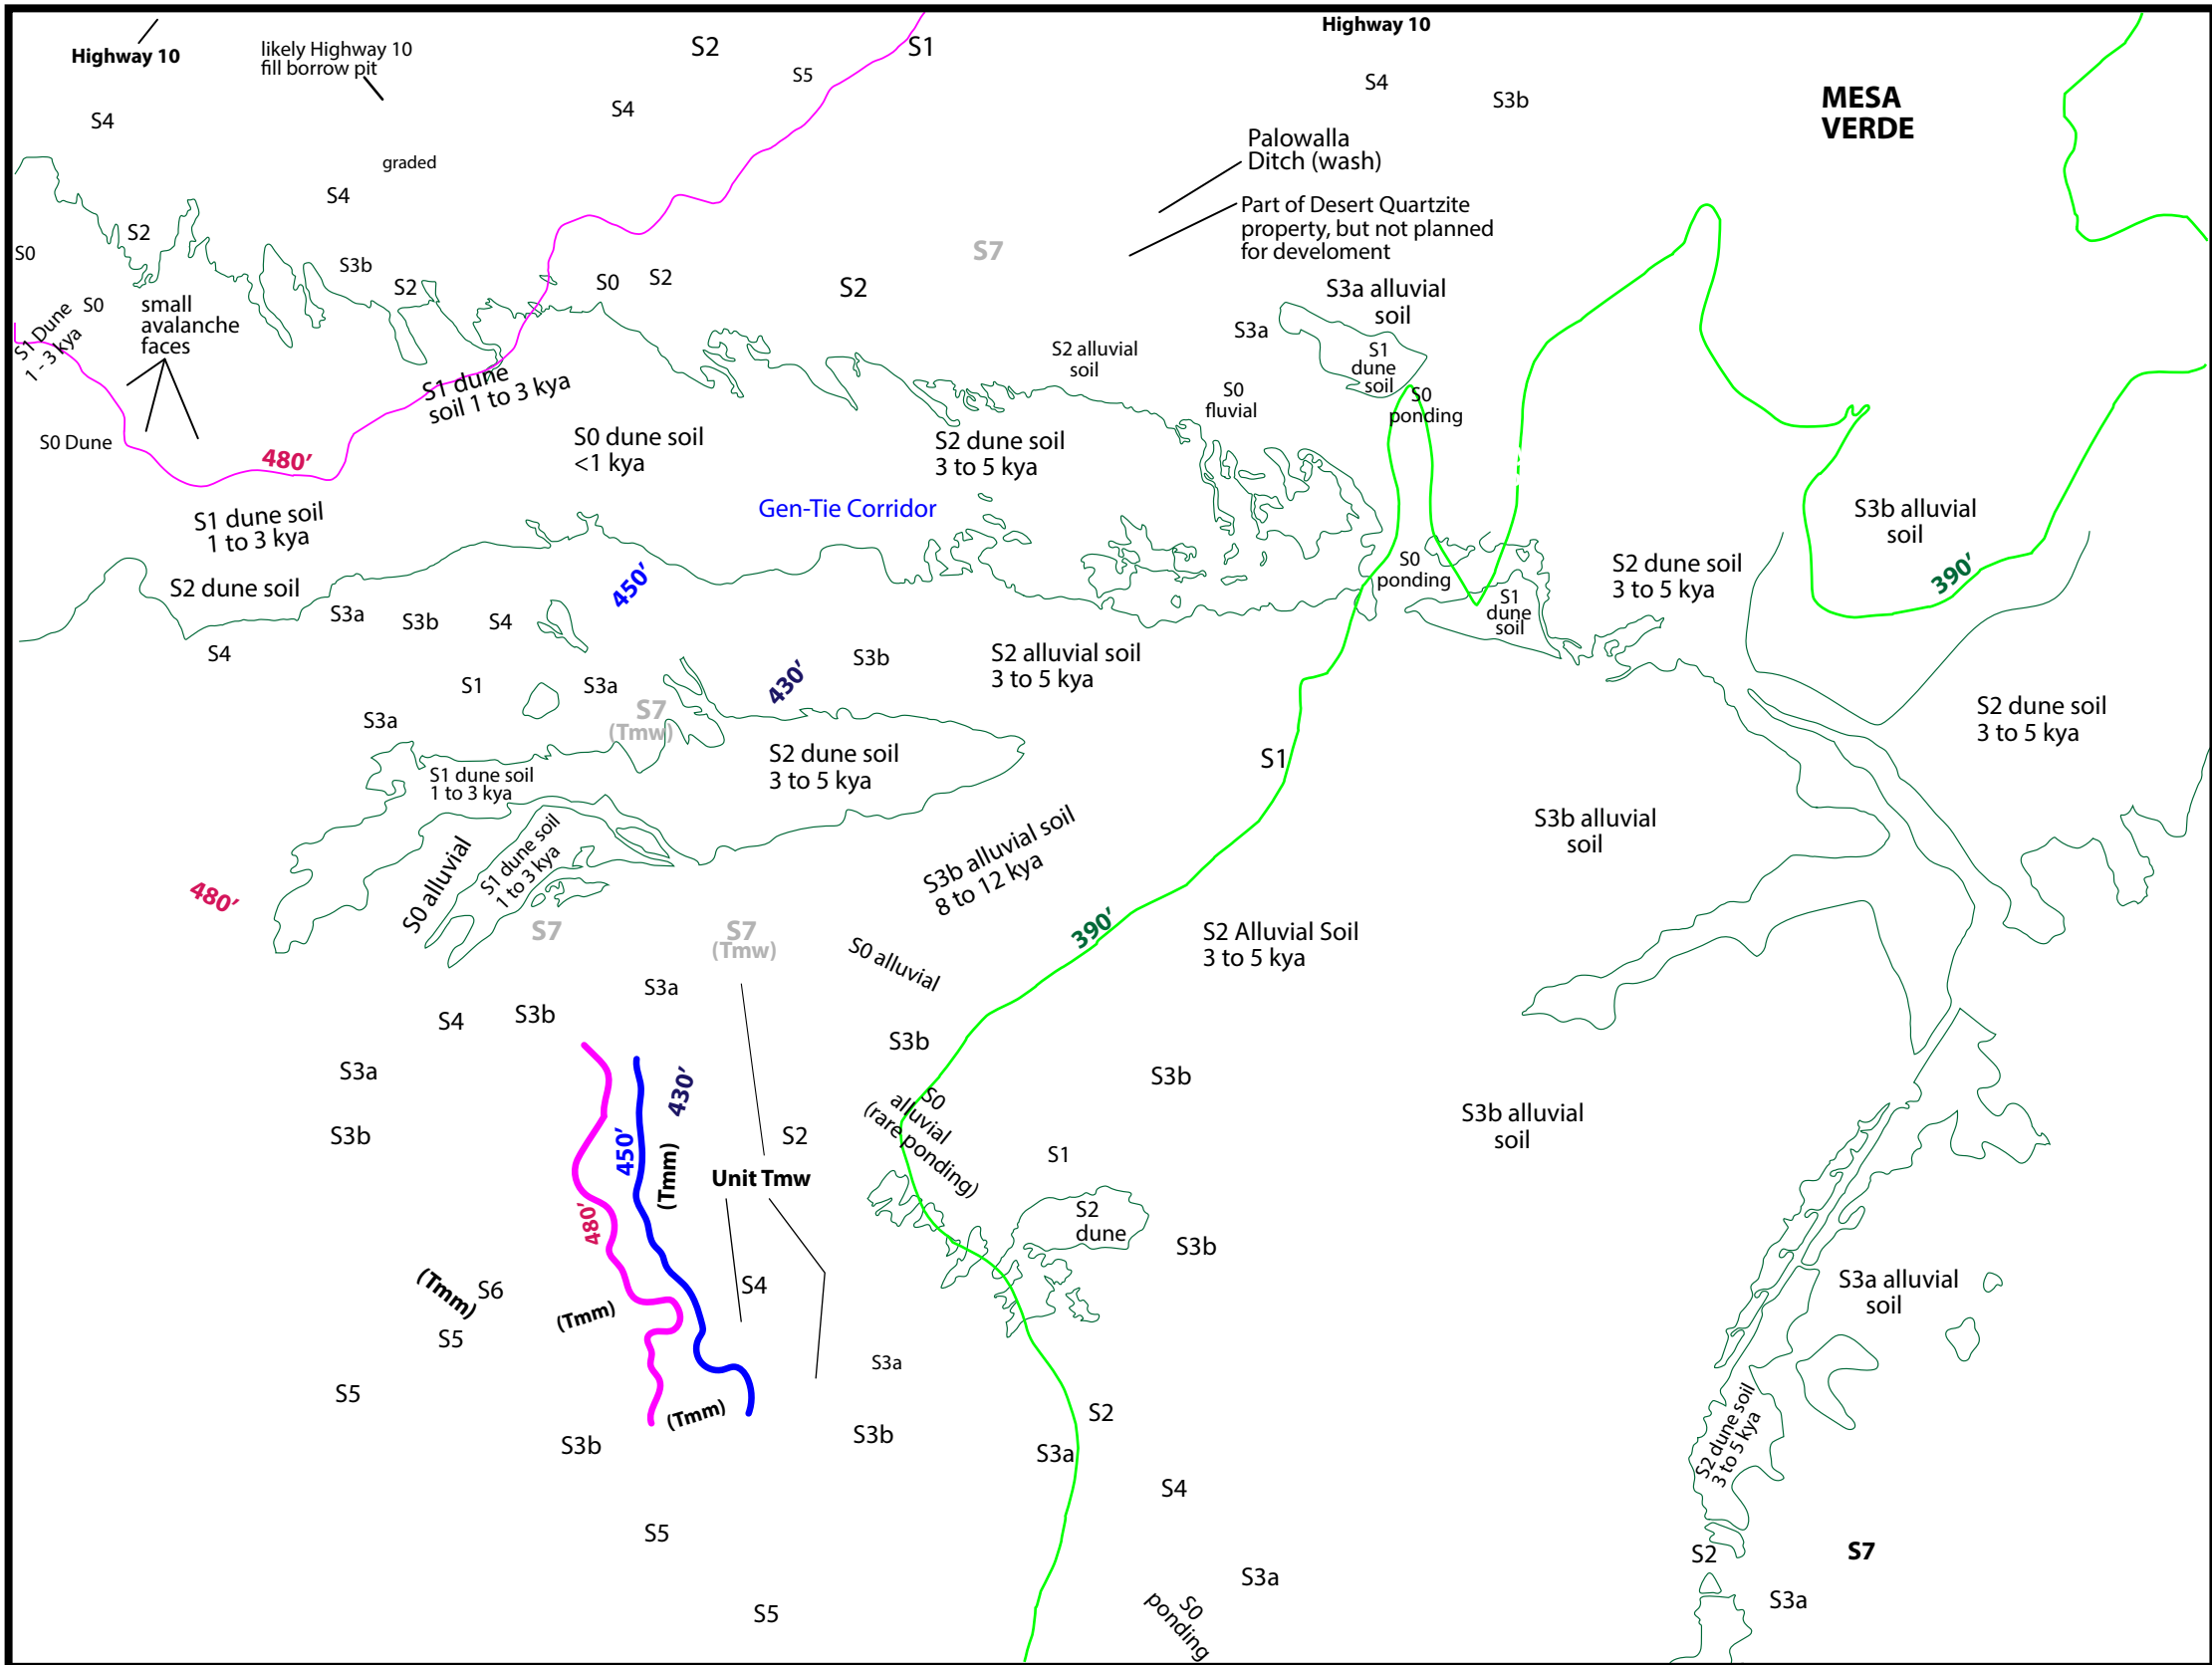 Highway 10
likely Highway 10
fill borrow pit
S2
S1
S5
Highway 10
S4
S3b
MESA
VERDE
S4
S4
graded
S4
Palowalla
Ditch (wash)
Part of Desert Quartzite
property, but not planned
for develoment
S0
S2
S3b
S2
S0
S2
S2
S7
S3a alluvial
soil
S3a
S1
dune
soil
S0
S1 Dune
1 - 3 kya
small
avalanche
faces
S2 alluvial
soil
S0
fluvial
S0
ponding
S1 dune
soil 1 to 3 kya
S0 Dune
480’
S0 dune soil
<1 kya
S2 dune soil
3 to 5 kya
Gen-Tie Corridor
S1 dune soil
1 to 3 kya
S3b alluvial
soil
390’
S2 dune soil
450’
S0
ponding
S1
dune
soil
S2 dune soil
3 to 5 kya
S3a
S3b
S4
S4
S3b
S2 alluvial soil
3 to 5 kya
S1
S3a
430’
S3a
S7
(Tmw)
S2 dune soil
3 to 5 kya
S2 dune soil
3 to 5 kya
S1
S1 dune soil
1 to 3 kya
S3b alluvial
soil
S0 alluvial
S1 dune soil
1 to 3 kya
S3b alluvial soil
8 to 12 kya
480’
S7
S7
(Tmw)
S0 alluvial
390’
S2 Alluvial Soil
3 to 5 kya
S3a
S4
S3b
S3b
S3a
430’
S3b
S0
alluvial
(rare ponding)
S3b alluvial
soil
S3b
450’
(Tmm)
S2
S1
Unit Tmw
480’
S2
dune
S3b
(Tmm)
S6
S5
(Tmm)
S4
S3a alluvial
soil
S3a
S5
(Tmm)
S3b
S3b
S2
S3a
S4
S2 dune soil
3 to 5 kya
S5
S2
S7
S3a
S3a
S5
S0
ponding